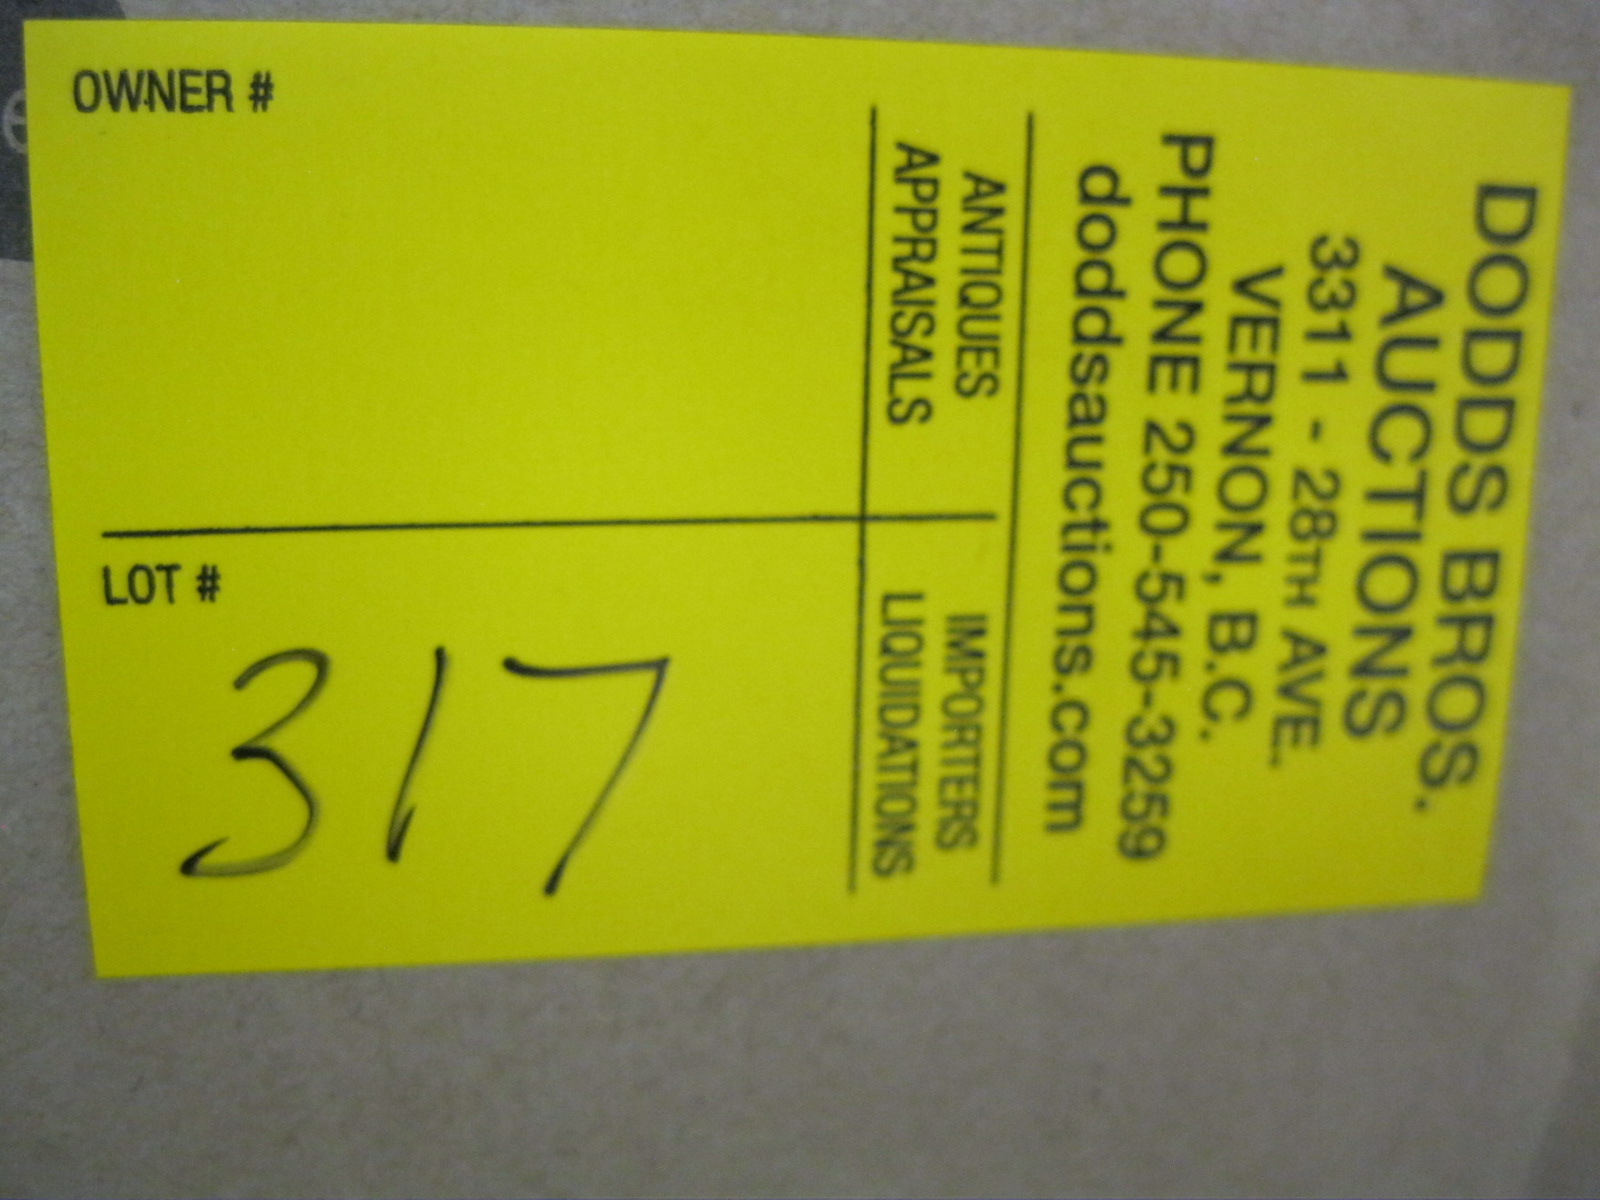 DODDS BROS.
AUCTIONS
3311 - 28TH AVE.
VERNON, B.C.
PHONE 250-545-3259
doddsauctions.com
ANTIQUES
APPRAISALS
IMPORTERS
LIQUIDATIONS
OWNER #
LOT #
317